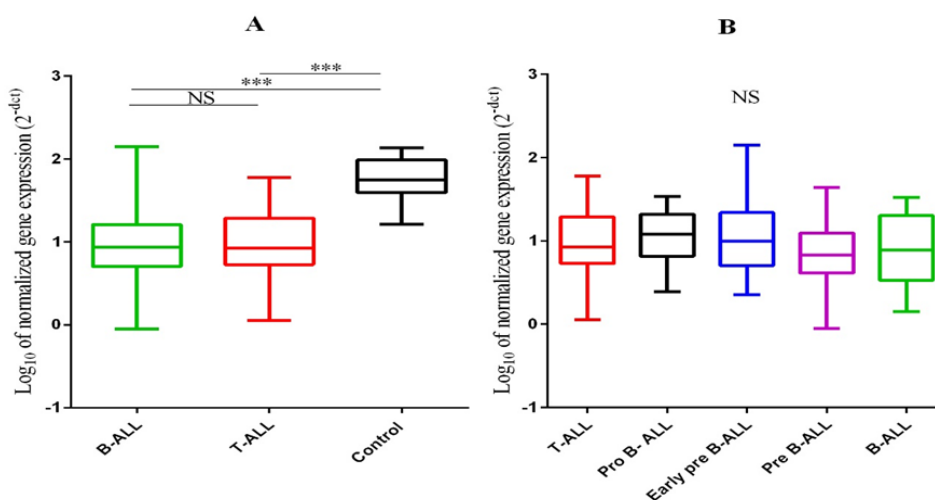 A
Log10 of normalized gene expression (2-dct)
3
2
1
0
-1
***
***
NS
B-ALL
T-ALL
Control
B
Log10 of normalized gene expression (2-dct)
3
2
1
0
-1
NS
T-ALL
Pro B- ALL
Early pre B-ALL
Pre B-ALL
B-ALL